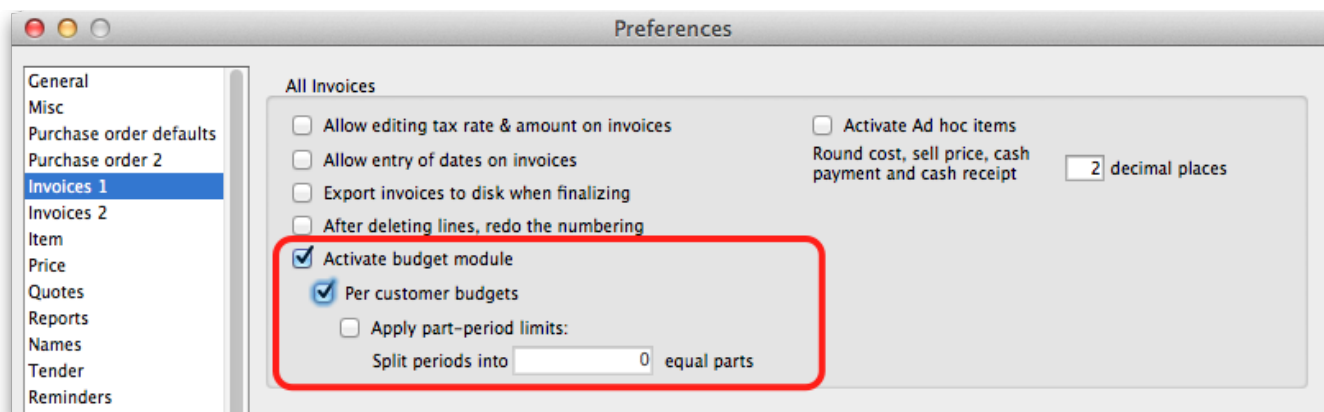 Preferences
General
Misc
Purchase order defaults
Purchase order 2
Invoices 1
Invoices 2
Item
Price
Quotes
Reports
Names
Tender
Reminders
All Invoices
Allow editing tax rate & amount on invoices
Allow entry of dates on invoices
Export invoices to disk when finalizing
After deleting lines, redo the numbering
Activate budget module
Per customer budgets
Apply part-period limits:
Split periods into 0 equal parts
Activate Ad hoc items
Round cost, sell price, cash
payment and cash receipt 2 decimal places